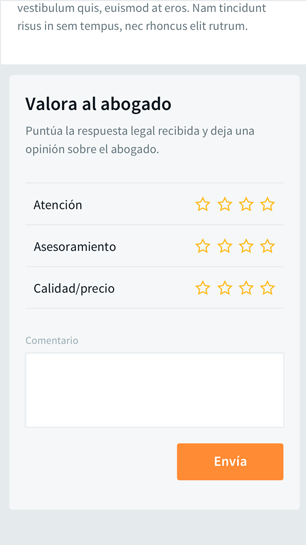 vestibulum quis, euismod at eros. Nam tincidunt
risus in sem tempus, nec rhoncus elit rutrum.
Valora al abogado
Puntúa la respuesta legal recibida y deja una
opinión sobre el abogado.
Atención
Asesoramiento
Calidad/precio
Comentario
Envía